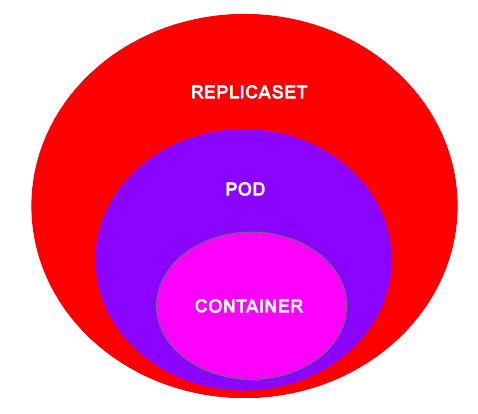 REPLICASET
POD
CONTAINER